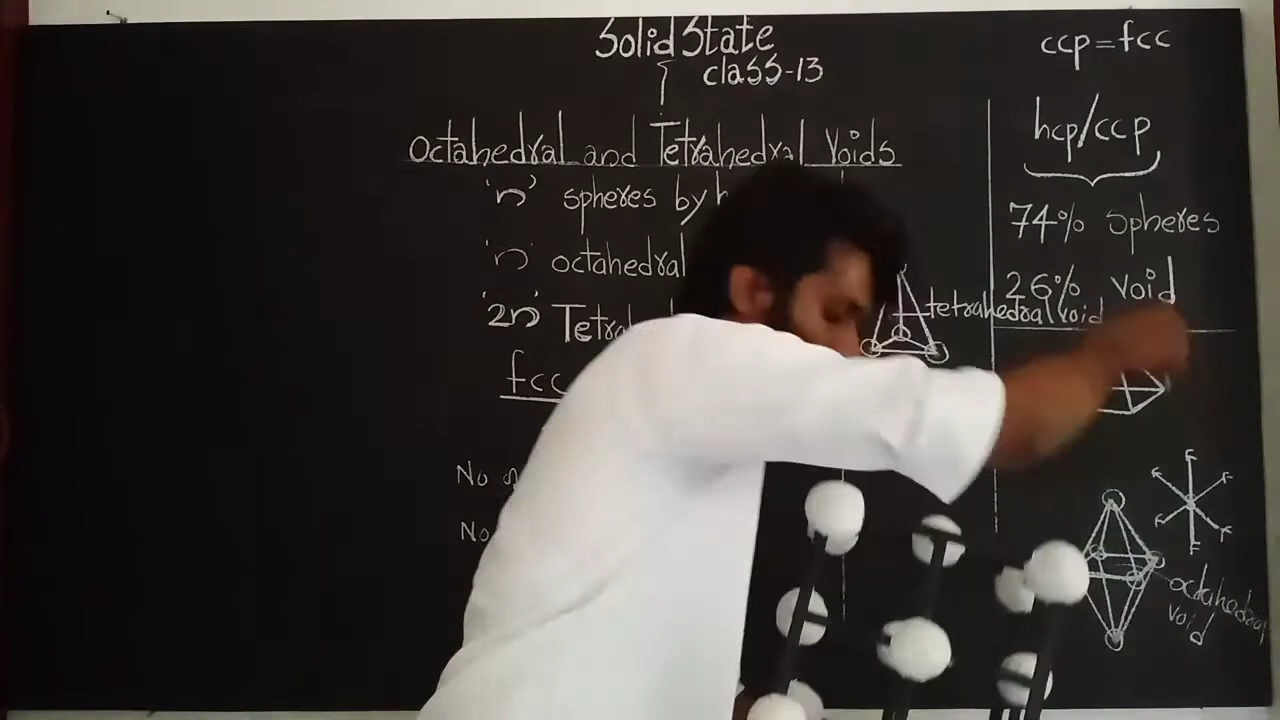 Solid State
class-13
octahedral and Tetrahedral Voids
'n' spheres by
'n' octahedral
'2n'
fcc
No
No
ccp=fcc
hcp/ccp
74% spheres
26% void
tetrahedral void
F
F
F
F
F
F
octahedral
void